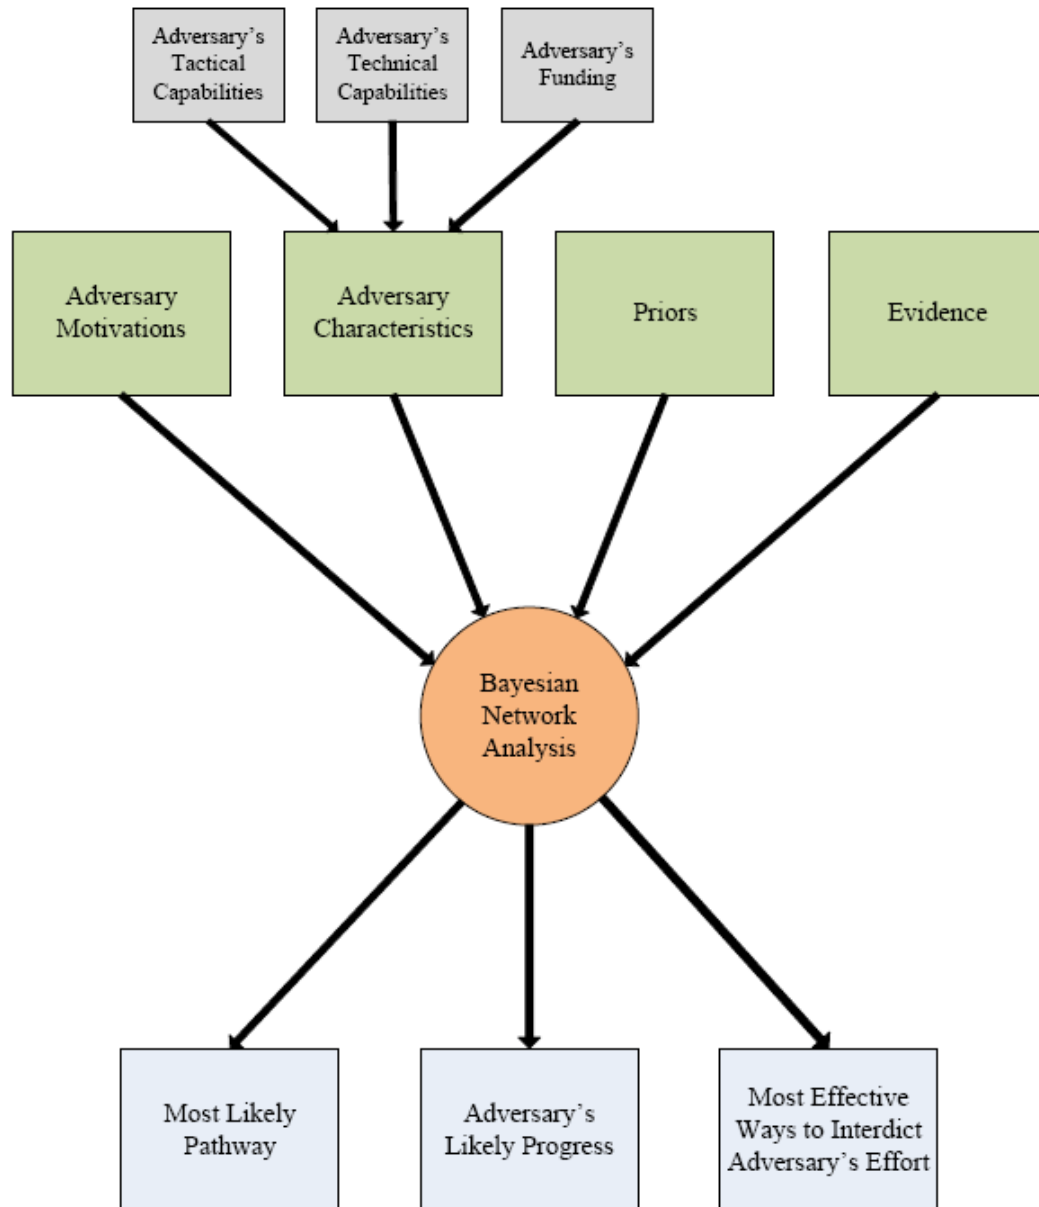 Adversary’s
Tactical
Capabilities
Adversary’s
Technical
Capabilities
Adversary’s
Funding
Adversary
Motivations
Adversary
Characteristics
Priors
Evidence
Bayesian
Network
Analysis
Most Likely
Pathway
Adversary’s
Likely Progress
Most Effective
Ways to Interdict
Adversary’s Effort